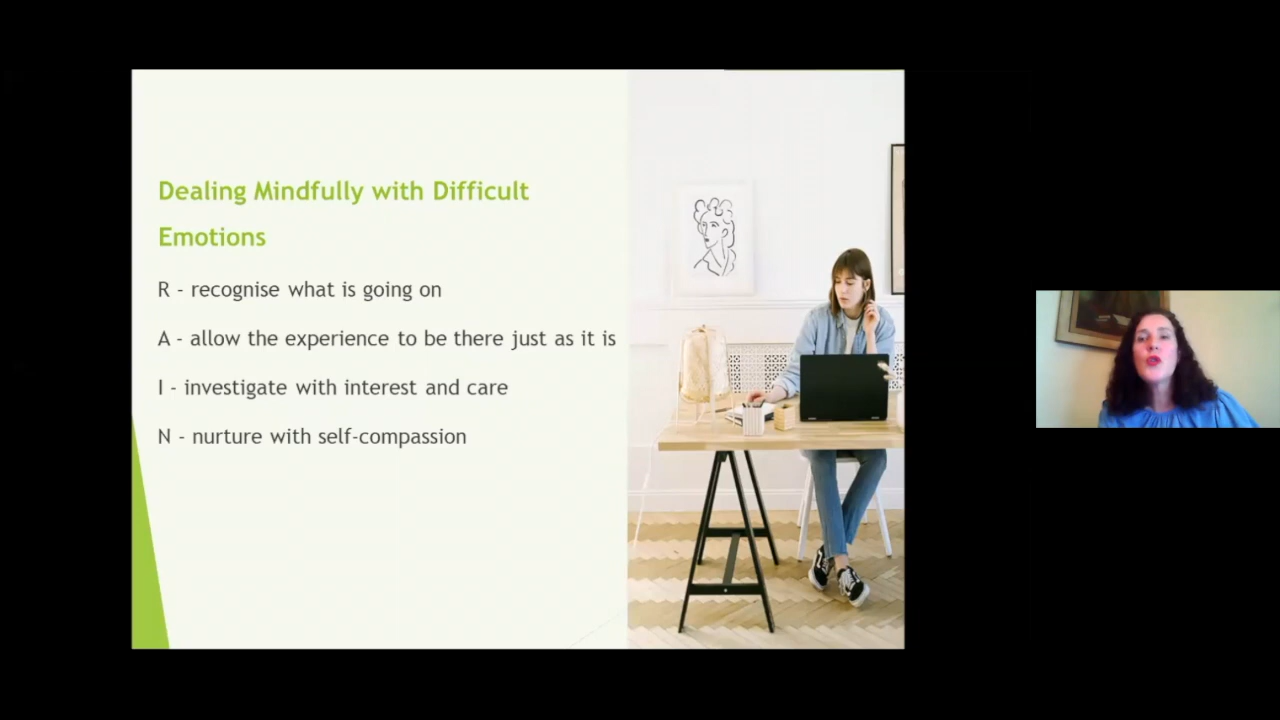 Dealing Mindfully with Difficult
Emotions
R - recognise what is going on
A - allow the experience to be there just as it is
I - investigate with interest and care
N - nurture with self-compassion